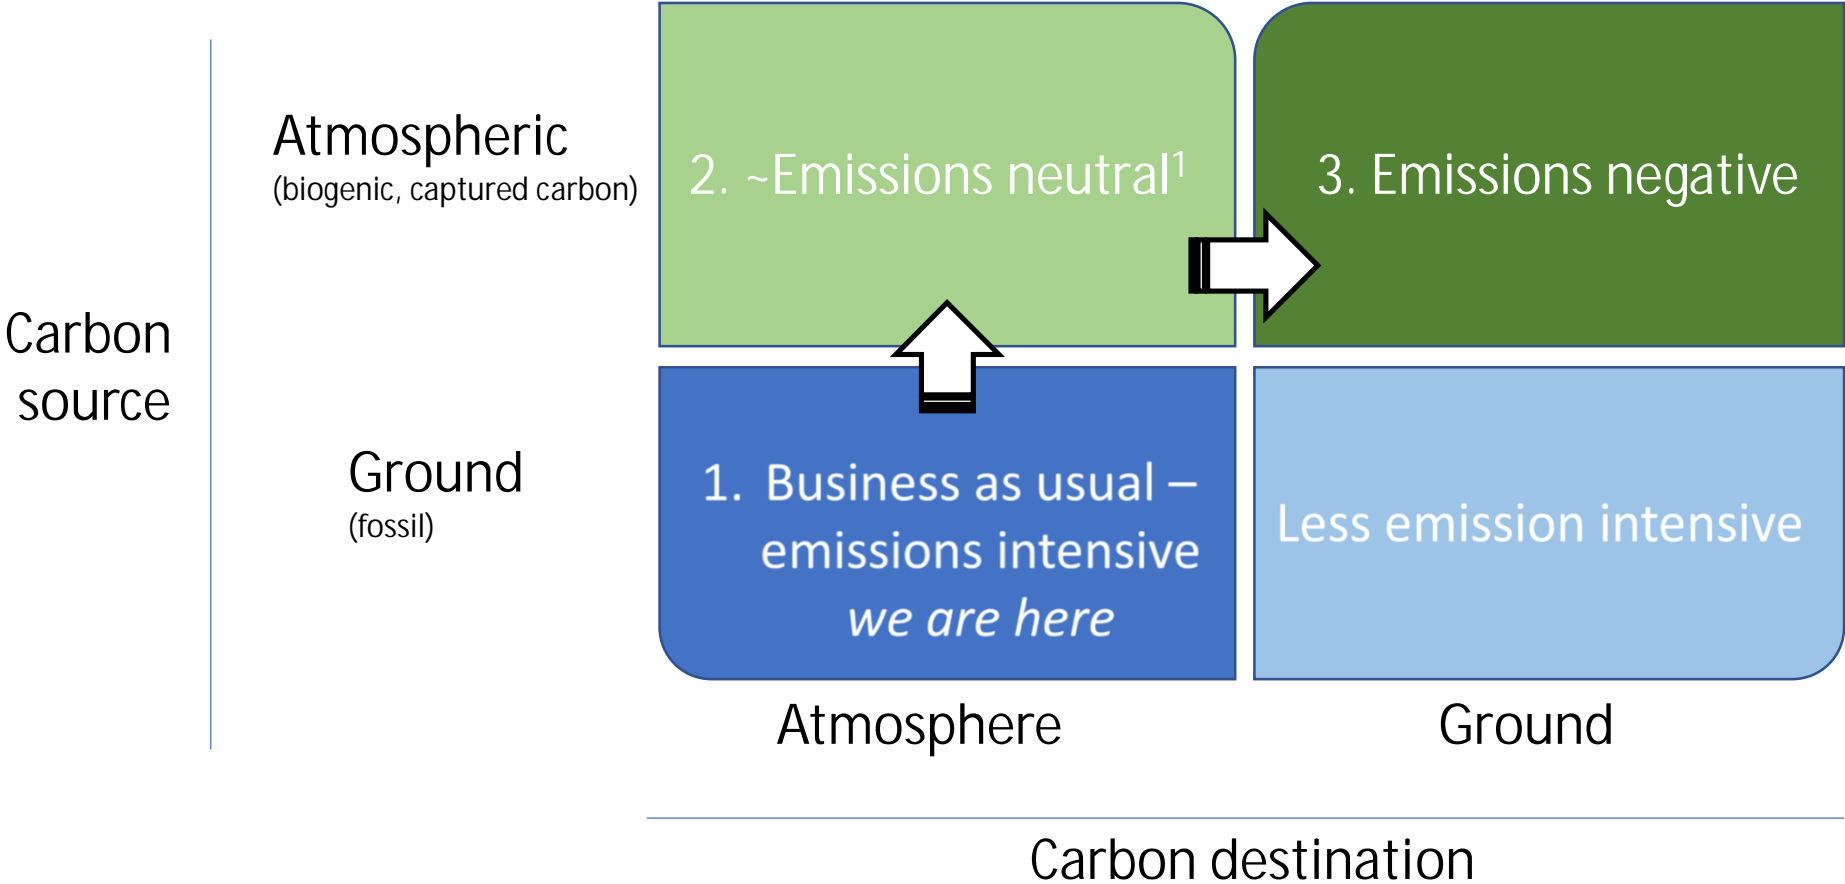 Atmospheric
(biogenic, captured carbon)
2. ~Emissions neutral¹
3. Emissions negative
Carbon
source
Ground
(fossil)
1. Business as usual –
emissions intensive
we are here
Less emission intensive
Atmosphere
Ground
Carbon destination